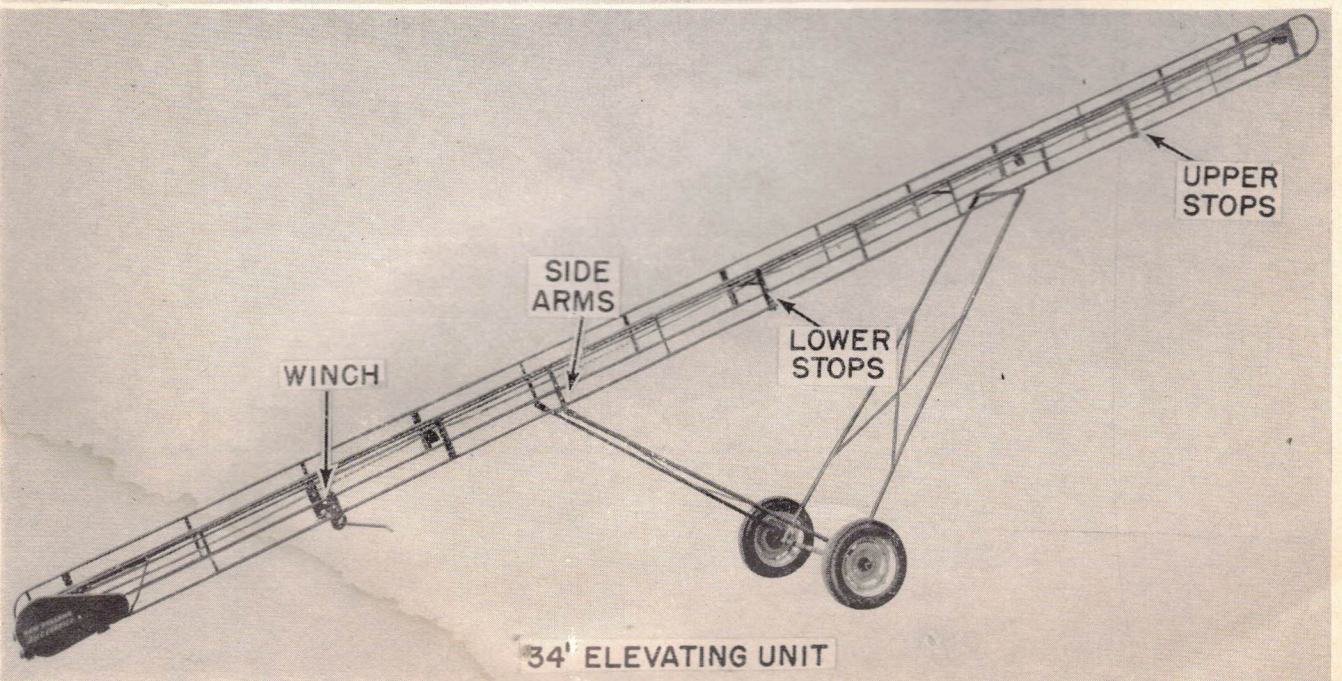 UPPER
STOPS
SIDE
ARMS
LOWER
STOPS
WINCH
34' ELEVATING UNIT